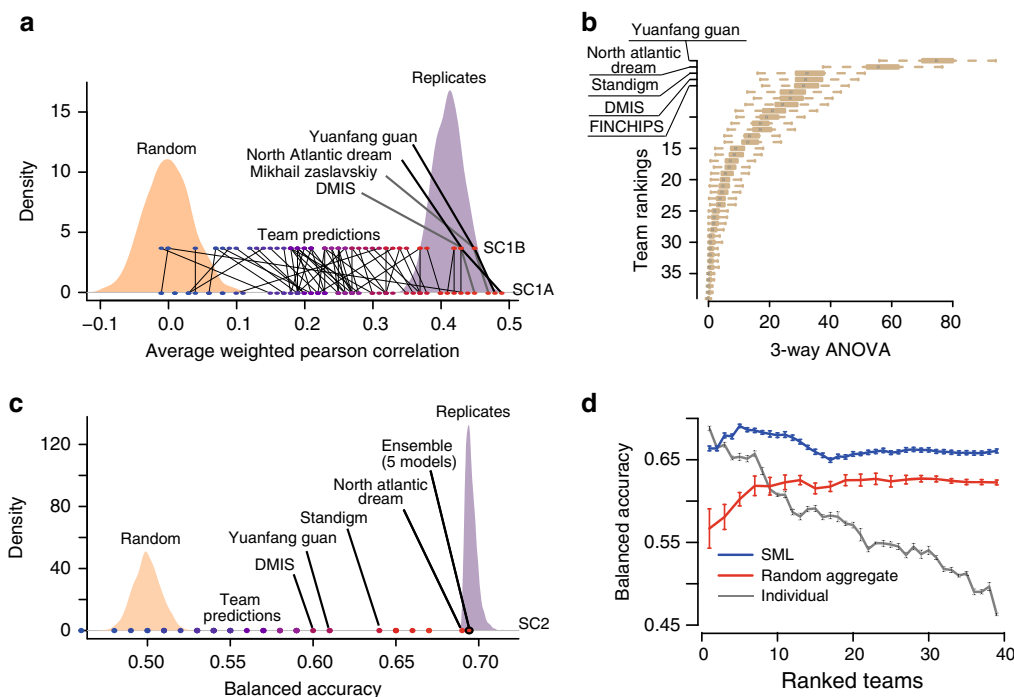 a
Replicates
15
Yuanfang guan
North Atlantic dream
Mikhail zaslavskiy
DMIS
Random
10
Density
5
Team predictions
SC1B
0
SC1A
−0.1 0.0 0.1 0.2 0.3 0.4 0.5
Average weighted pearson correlation
b
Yuanfang guan
North atlantic
dream
Standigm
DMIS
FINCHIPS
15
20
25
30
35
Team rankings
0 20 40 60 80
3-way ANOVA
c
Replicates
120
Ensemble
(5 models)
North atlantic
dream
80
Standigm
Density
Random
Yuanfang guan
DMIS
40
Team
predictions
0
SC2
0.50 0.55 0.60 0.65 0.70
Balanced accuracy
d
0.65
0.55
0.45
Balanced accuracy
SML
Random aggregate
Individual
0 10 20 30 40
Ranked teams